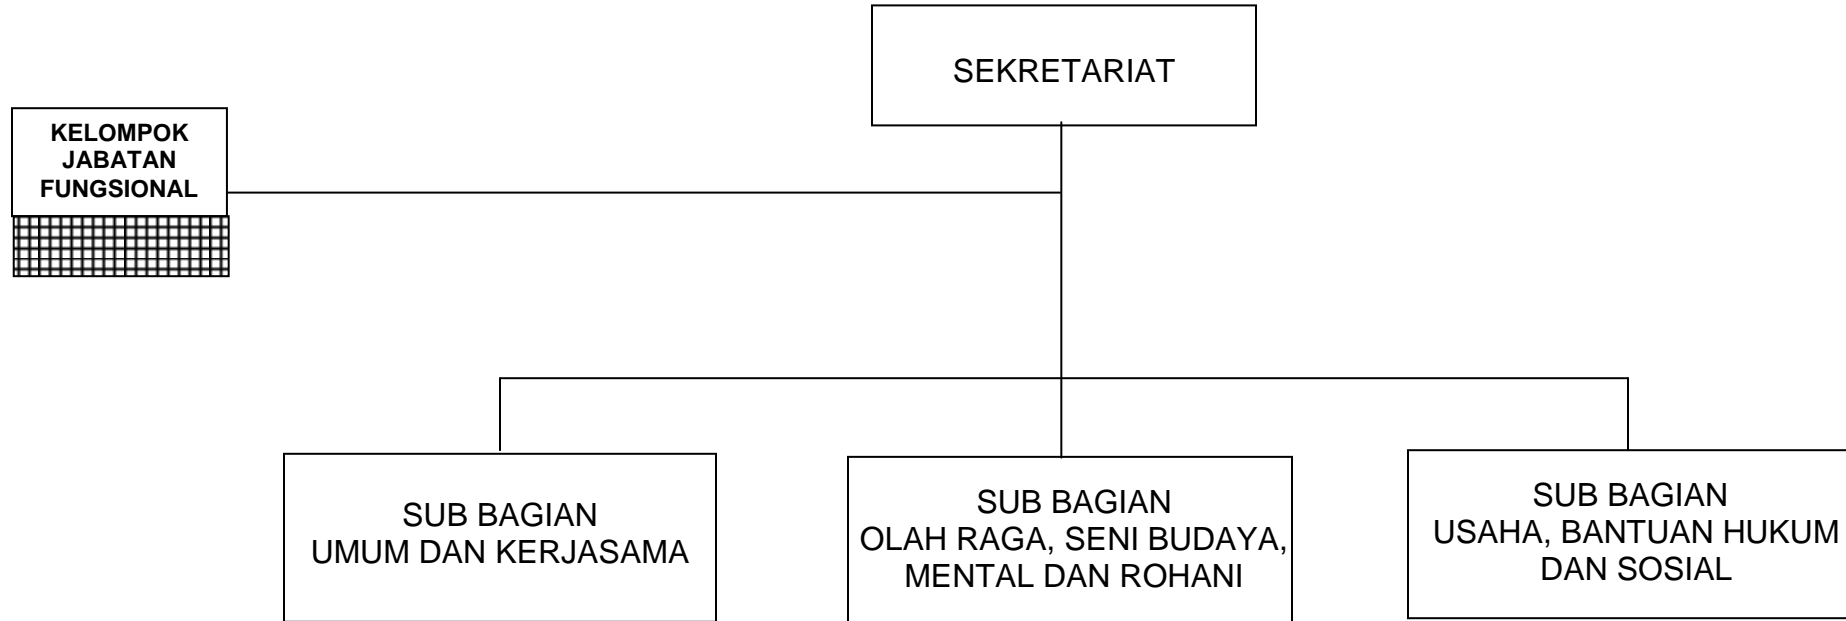 SEKRETARIAT
KELOMPOK
JABATAN
FUNGSIONAL
SUB BAGIAN
UMUM DAN KERJASAMA
SUB BAGIAN
OLAH RAGA, SENI BUDAYA,
MENTAL DAN ROHANI
SUB BAGIAN
USAHA, BANTUAN HUKUM
DAN SOSIAL